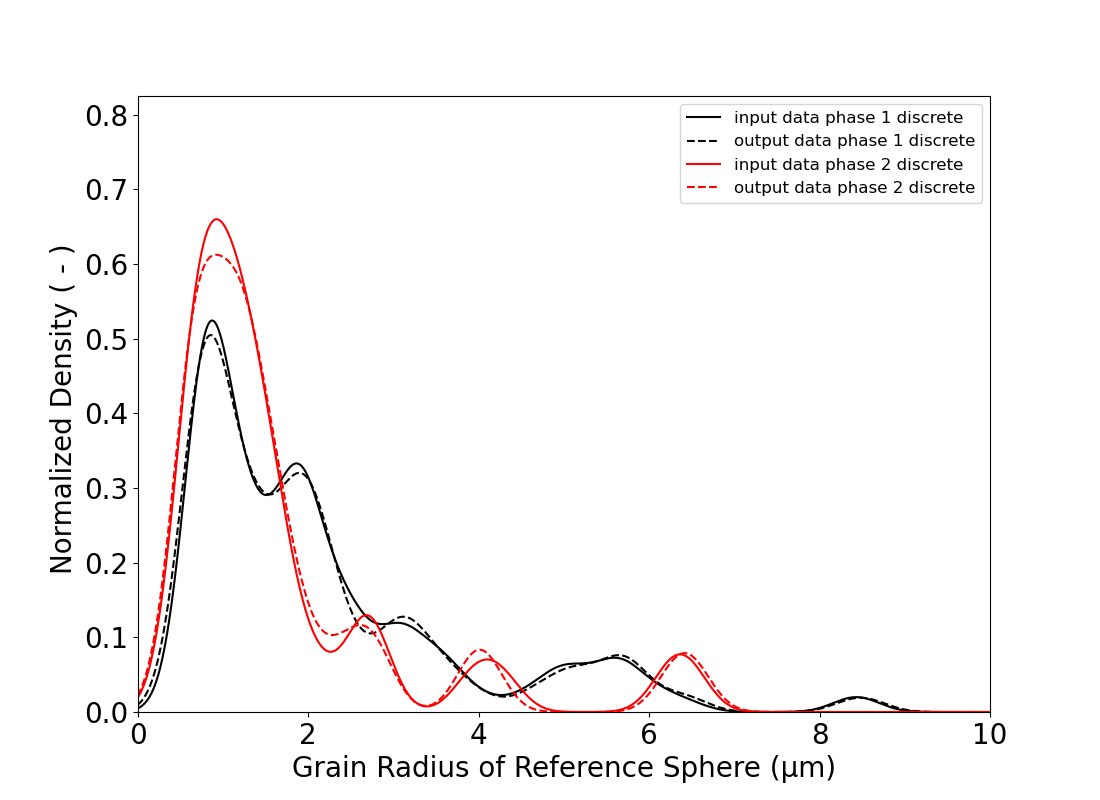 input data phase 1 discrete
output data phase 1 discrete
input data phase 2 discrete
output data phase 2 discrete
Normalized Density ( - )
0.8
0.7
0.6
0.5
0.4
0.3
0.2
0.1
0.0
0 2 4 6 8 10
Grain Radius of Reference Sphere (μm)